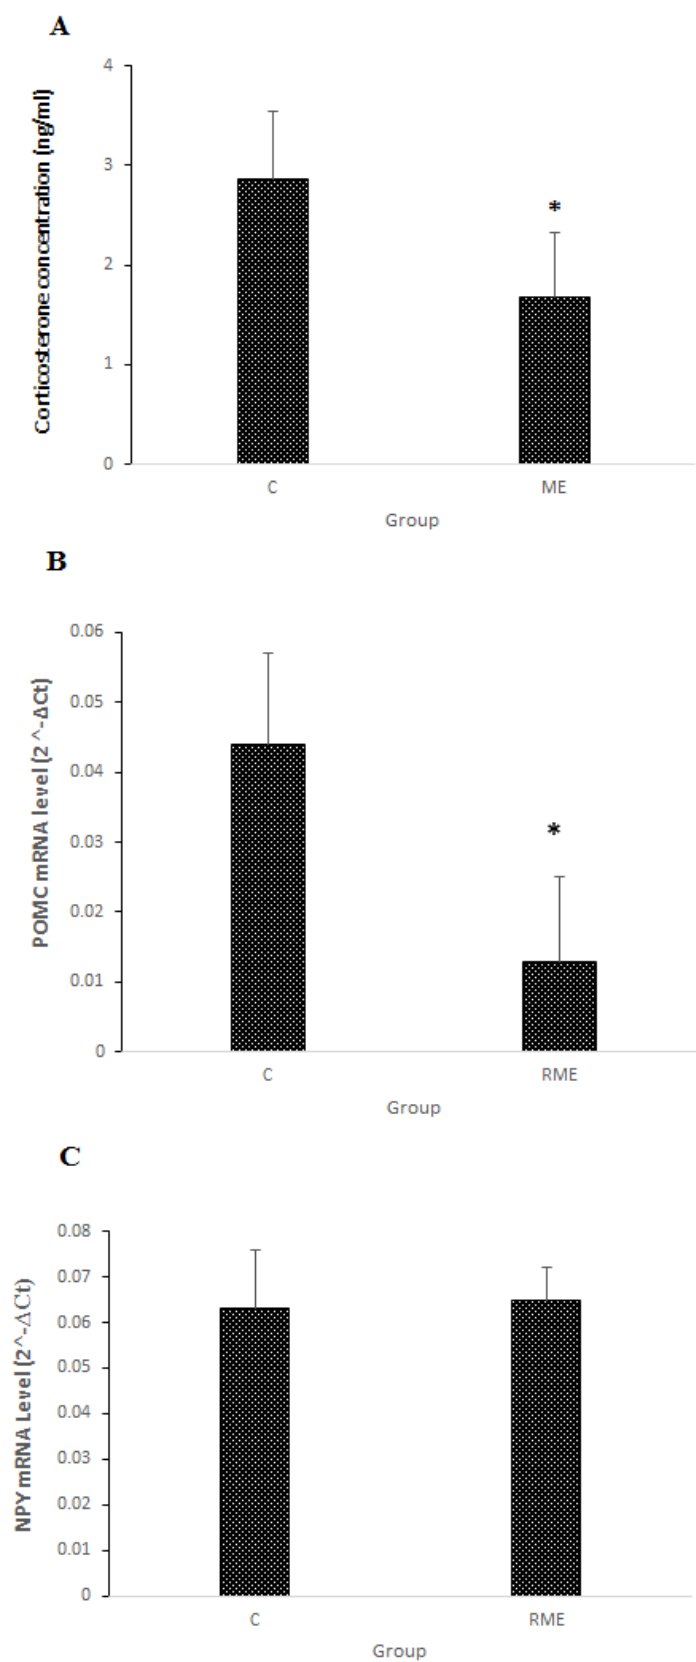 A
Corticosterone concentration (ng/ml)
4
3
2
1
0
*
C
ME
Group
B
POMC mRNA level (2 ^-ΔCt)
0.06
0.05
0.04
0.03
0.02
0.01
0
*
C
RME
Group
C
NPY mRNA Level (2^-ΔCt)
0.08
0.07
0.06
0.05
0.04
0.03
0.02
0.01
0
C
RME
Group